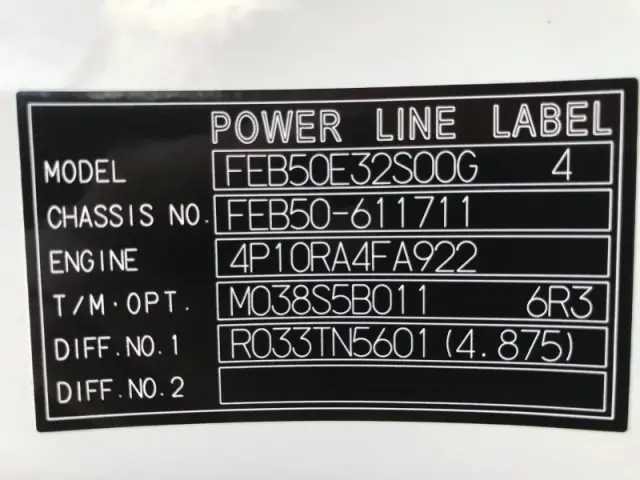 POWER LINE LABEL
MODEL FEB50E32S00G 4
CHASSIS NO. FEB50-611711
ENGINE 4P10RA4FA922
T/M·OPT. M038S5B011 6R3
DIFF.NO.1 R033TN5601(4.875)
DIFF.NO.2